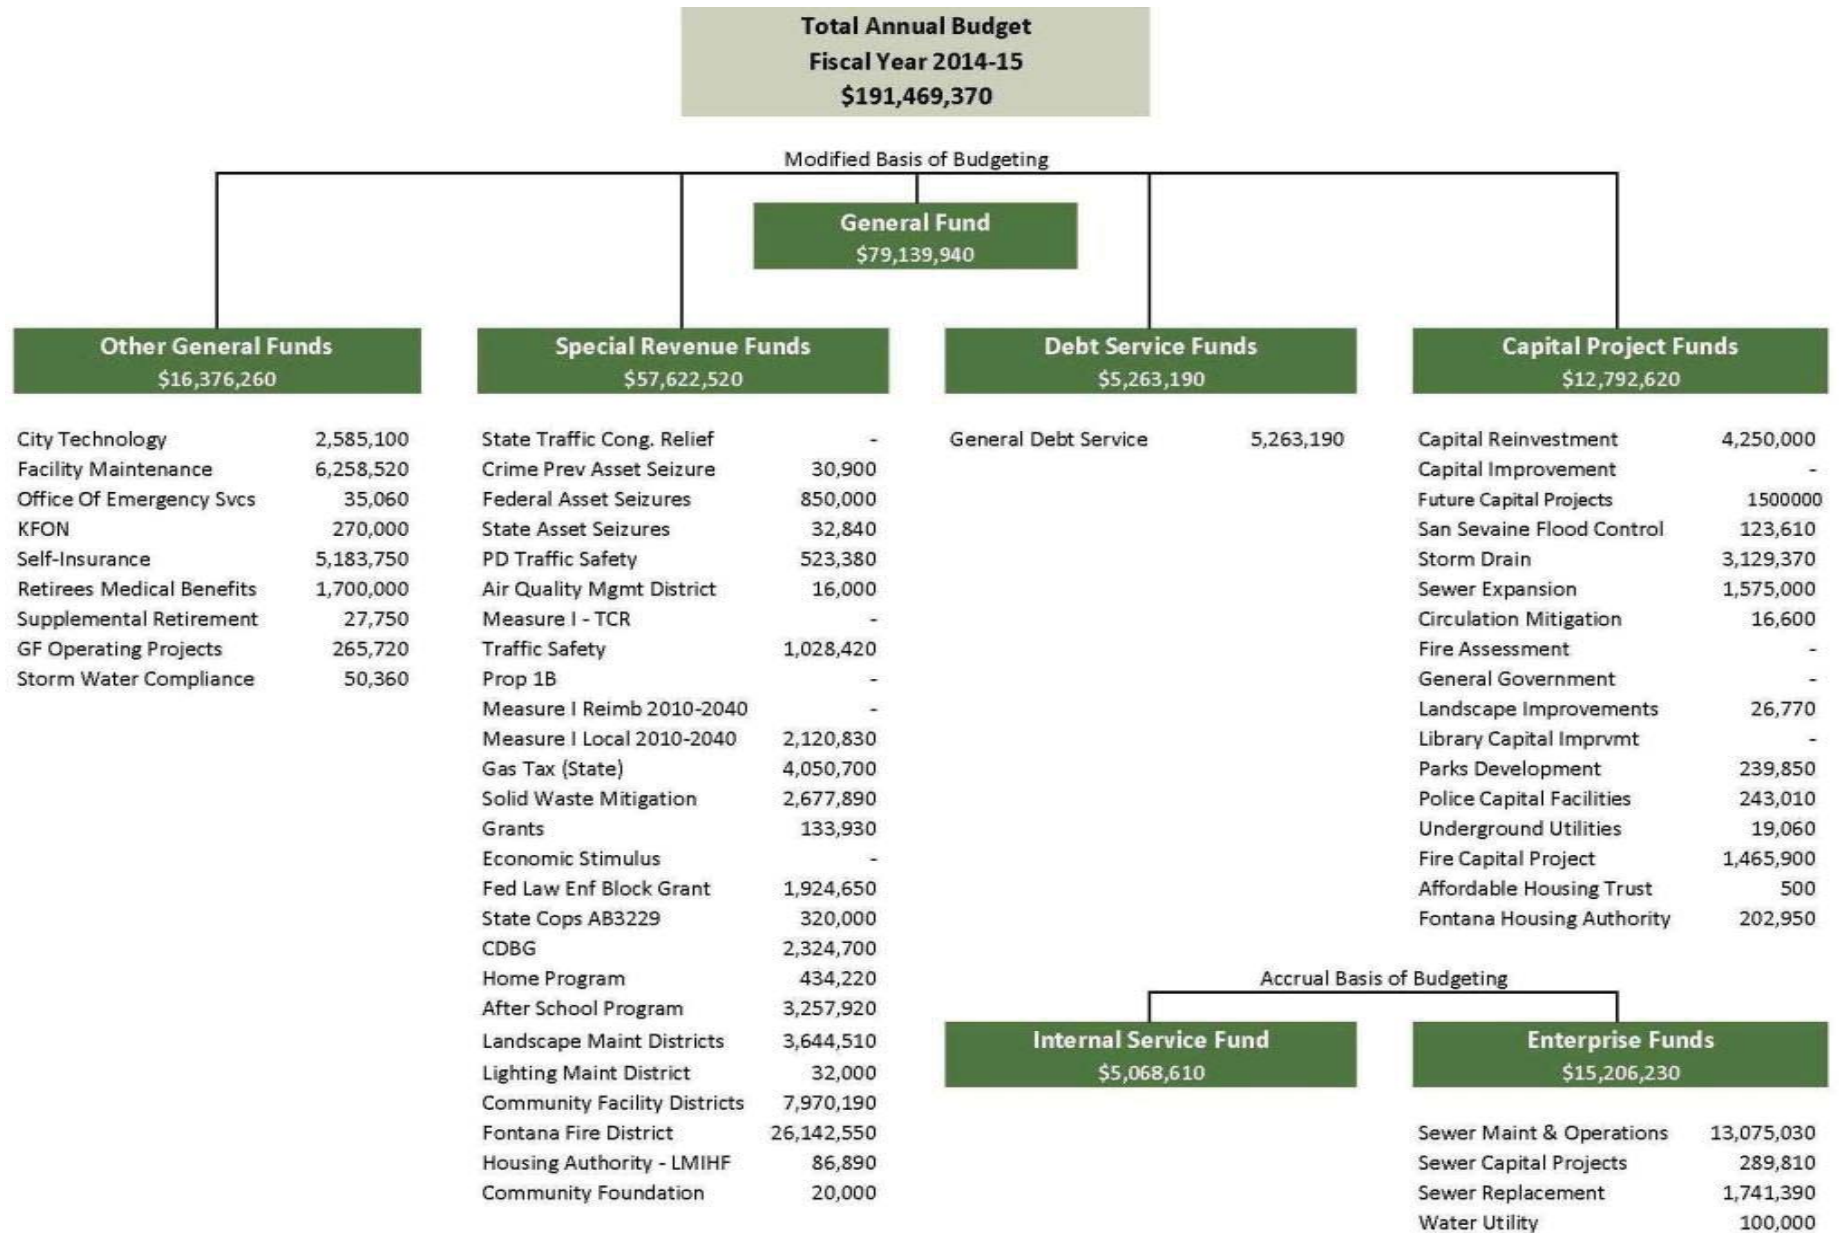 Total Annual Budget
Fiscal Year 2014-15
$191,469,370
Modified Basis of Budgeting
General Fund
$79,139,940
Other General Funds
$16,376,260
City Technology 2,585,100
Facility Maintenance 6,258,520
Office Of Emergency Svcs 35,060
KFON 270,000
Self-Insurance 5,183,750
Retirees Medical Benefits 1,700,000
Supplemental Retirement 27,750
GF Operating Projects 265,720
Storm Water Compliance 50,360
Special Revenue Funds
$57,622,520
State Traffic Cong. Relief -
Crime Prev Asset Seizure 30,900
Federal Asset Seizures 850,000
State Asset Seizures 32,840
PD Traffic Safety 523,380
Air Quality Mgmt District 16,000
Measure I - TCR -
Traffic Safety 1,028,420
Prop 1B -
Measure I Reimb 2010-2040 -
Measure I Local 2010-2040 2,120,830
Gas Tax (State) 4,050,700
Solid Waste Mitigation 2,677,890
Grants 133,930
Economic Stimulus -
Fed Law Enf Block Grant 1,924,650
State Cops AB3229 320,000
CDBG 2,324,700
Home Program 434,220
After School Program 3,257,920
Landscape Maint Districts 3,644,510
Lighting Maint District 32,000
Community Facility Districts 7,970,190
Fontana Fire District 26,142,550
Housing Authority - LMIHF 86,890
Community Foundation 20,000
Debt Service Funds
$5,263,190
General Debt Service 5,263,190
Capital Project Funds
$12,792,620
Capital Reinvestment 4,250,000
Capital Improvement -
Future Capital Projects 1500000
San Sevaine Flood Control 123,610
Storm Drain 3,129,370
Sewer Expansion 1,575,000
Circulation Mitigation 16,600
Fire Assessment -
General Government -
Landscape Improvements 26,770
Library Capital Imprvmt -
Parks Development 239,850
Police Capital Facilities 243,010
Underground Utilities 19,060
Fire Capital Project 1,465,900
Affordable Housing Trust 500
Fontana Housing Authority 202,950
Accrual Basis of Budgeting
Internal Service Fund
$5,068,610
Enterprise Funds
$15,206,230
Sewer Maint & Operations 13,075,030
Sewer Capital Projects 289,810
Sewer Replacement 1,741,390
Water Utility 100,000